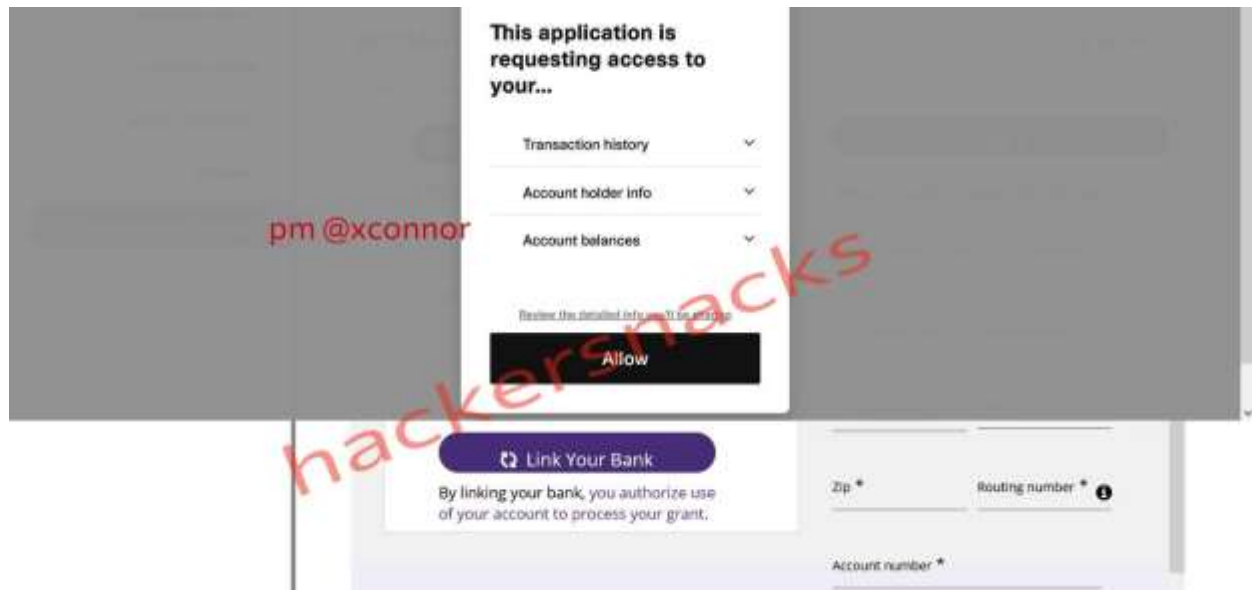 This application is
requesting access to
your...
Transaction history
Account holder info
pm @xconnor
Account balances
hackersnacks
Allow
Link Your Bank
By linking your bank, you authorize use
of your account to process your grant.
Zip *
Routing number *
Account number *